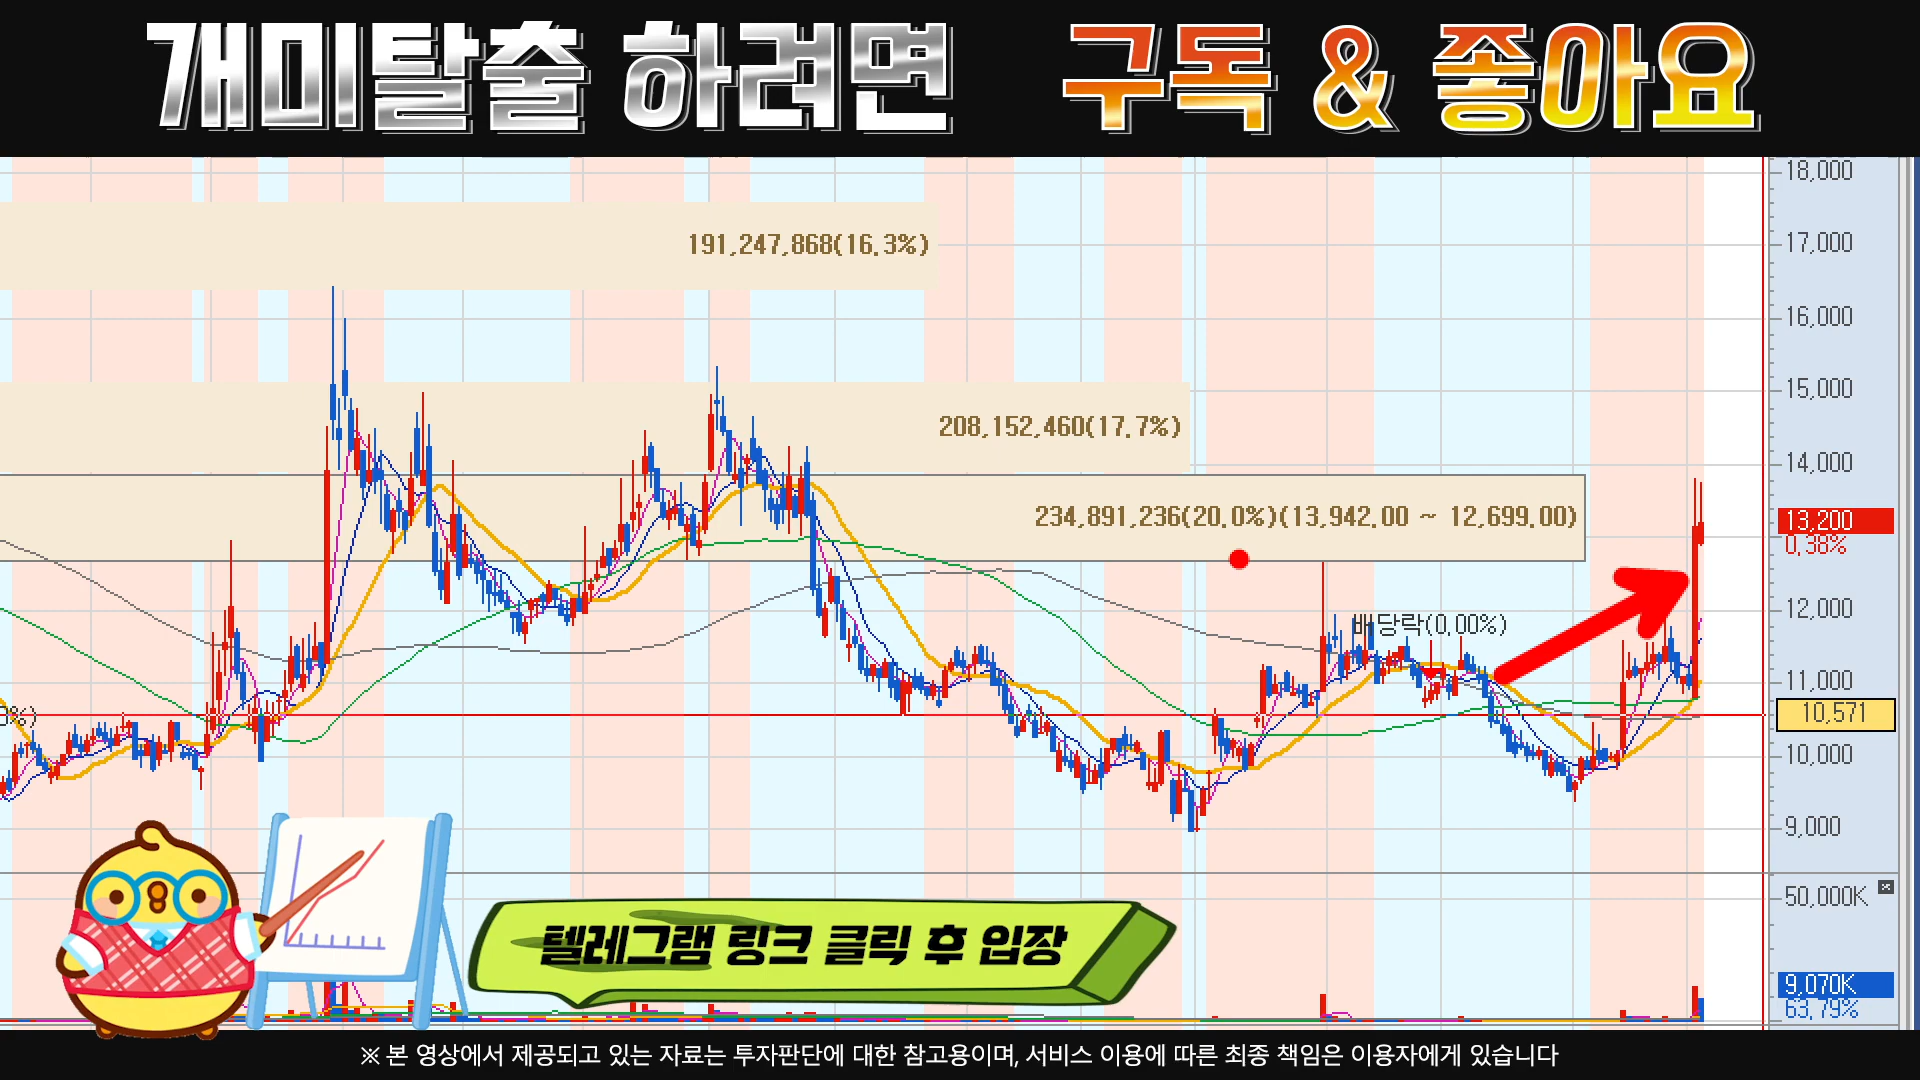 개미탈출 하려면 구독 & 좋아요
18,000
191,247,868(16.3%)
17,000
16,000
15,000
208,152,460(17.7%)
14,000
234,891,236(20.0%)(13,942.00 ~ 12,699.00)
13,200
0.38%
배당락(0.00%)
12,000
11,000
%)
10,571
10,000
9,000
50,000K
텔레그램 링크 클릭 후 입장
9,070K
63.79%
※ 본 영상에서 제공되고 있는 자료는 투자판단에 대한 참고용이며, 서비스 이용에 따른 최종 책임은 이용자에게 있습니다